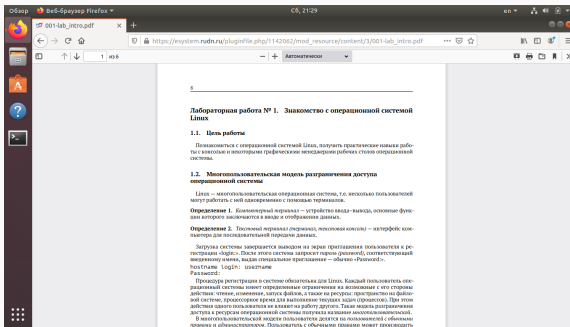 Обзор
Веб-браузер Firefox
Сб, 21:29
en
001-lab_intro.pdf
https://esystem.rudn.ru/pluginfile.php/1142062/mod_resource/content/3/001-lab_intro.pdf
1 из 6
Автоматически
6
Лабораторная работа № 1. Знакомство с операционной системой
Linux
1.1. Цель работы
Познакомиться с операционной системой Linux, получить практические навыки рабо-
ты с консолью и некоторыми графическими менеджерами рабочих столов операционной
системы.
1.2. Многопользовательская модель разграничения доступа
операционной системы
Linux — многопользовательская операционная система, т.е. несколько пользователей
могут работать с ней одновременно с помощью терминалов.
Определение 1. Компьютерный терминал — устройство ввода–вывода, основные функ-
ции которого заключаются в вводе и отображении данных.
Определение 2. Текстовый терминал (терминал, текстовая консоль) — интерфейс ком-
пьютера для последовательной передачи данных.
Загрузка системы завершается выводом на экран приглашения пользователя к ре-
гистрации «login:». После этого система запросит пароль (password), соответствующий
введённому имени, выдав специальное приглашение — обычно «Password:».
hostname login: username
Password:
Процедура регистрации в системе обязательна для Linux. Каждый пользователь опе-
рационной системы имеет определенные ограничения на возможные с его стороны
действия: чтение, изменение, запуск файлов, а также на ресурсы: пространство на файло-
вой системе, процессорное время для выполнение текущих задач (процессов). При этом
действия одного пользователя не влияют на работу другого. Такая модель разграничения
доступа к ресурсам операционной системы получила название многопользовательской.
В многопользовательской модели пользователи делятся на пользователей с обычными
правами и администраторов. Пользователь с обычными правами может производить